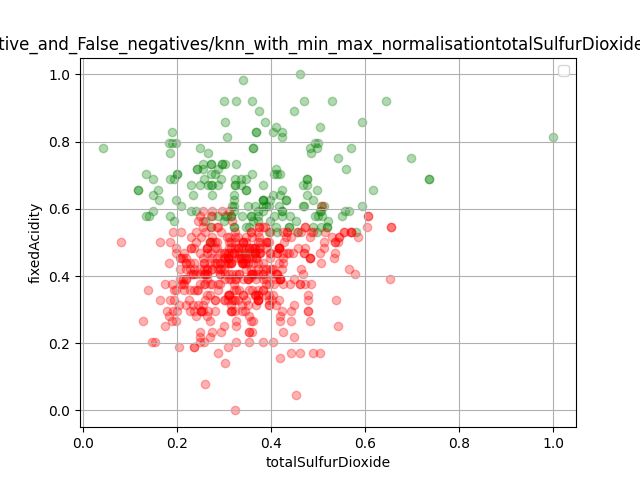 tive_and_False_negatives/knn_with_min_max_normalisationtotalSulfurDioxide
1.0
0.8
0.6
0.4
0.2
0.0
fixedAcidity
0.0 0.2 0.4 0.6 0.8 1.0
totalSulfurDioxide